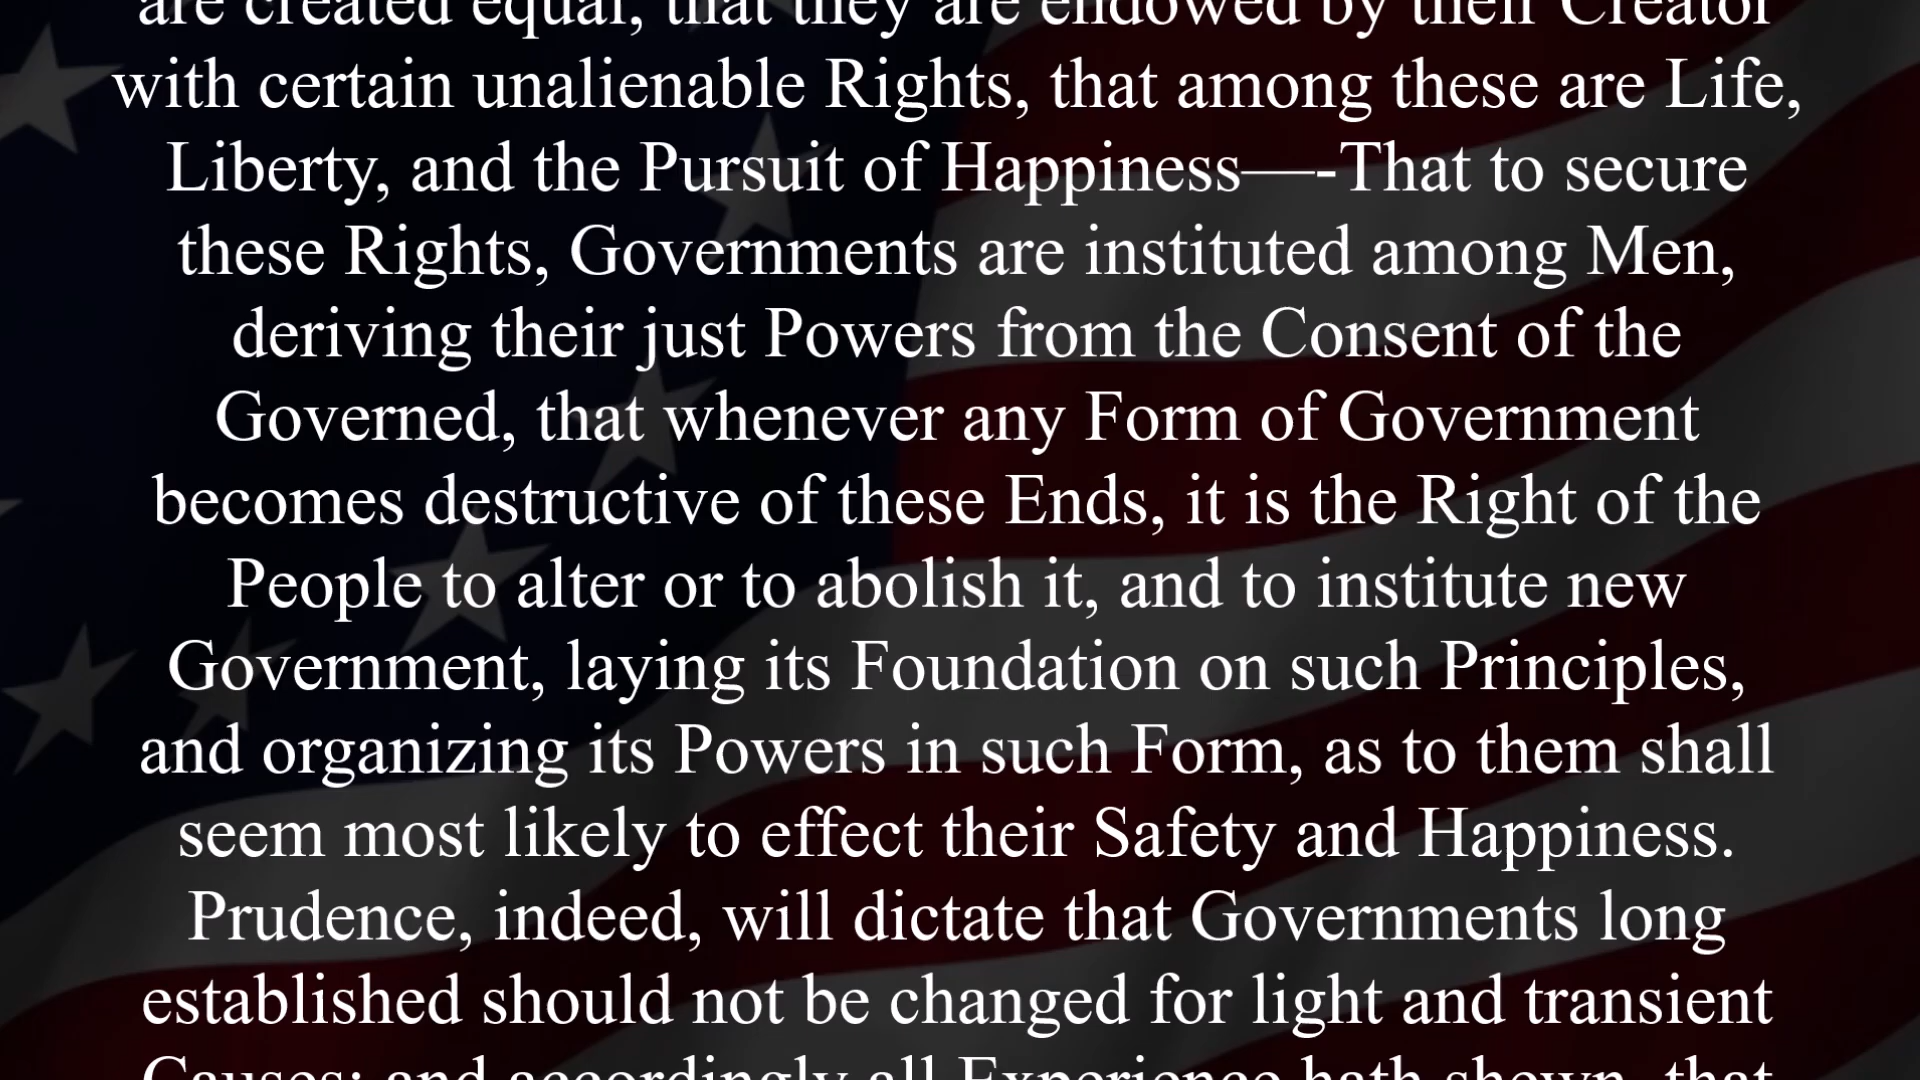 are created equal, that they are endowed by their Creator
with certain unalienable Rights, that among these are Life,
Liberty, and the Pursuit of Happiness—-That to secure
these Rights, Governments are instituted among Men,
deriving their just Powers from the Consent of the
Governed, that whenever any Form of Government
becomes destructive of these Ends, it is the Right of the
People to alter or to abolish it, and to institute new
Government, laying its Foundation on such Principles,
and organizing its Powers in such Form, as to them shall
seem most likely to effect their Safety and Happiness.
Prudence, indeed, will dictate that Governments long
established should not be changed for light and transient
Causes; and accordingly all Experience hath shown, that